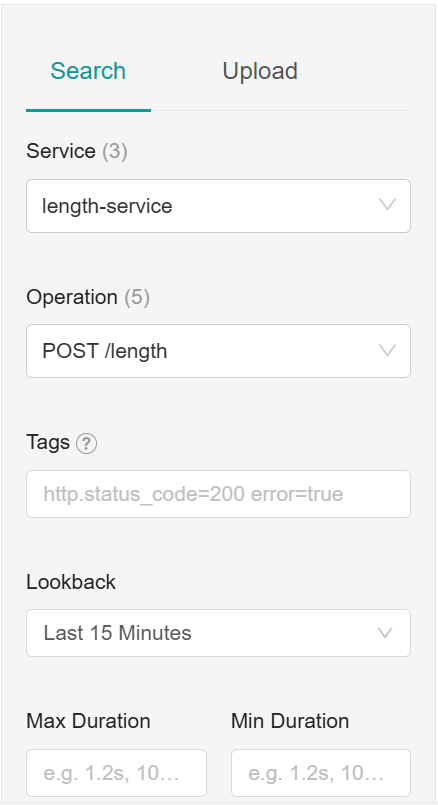 Search Upload
Service (3)
length-service
Operation (5)
POST /length
Tags ?
http.status_code=200 error=true
Lookback
Last 15 Minutes
Max Duration Min Duration
e.g. 1.2s, 10... e.g. 1.2s, 10...